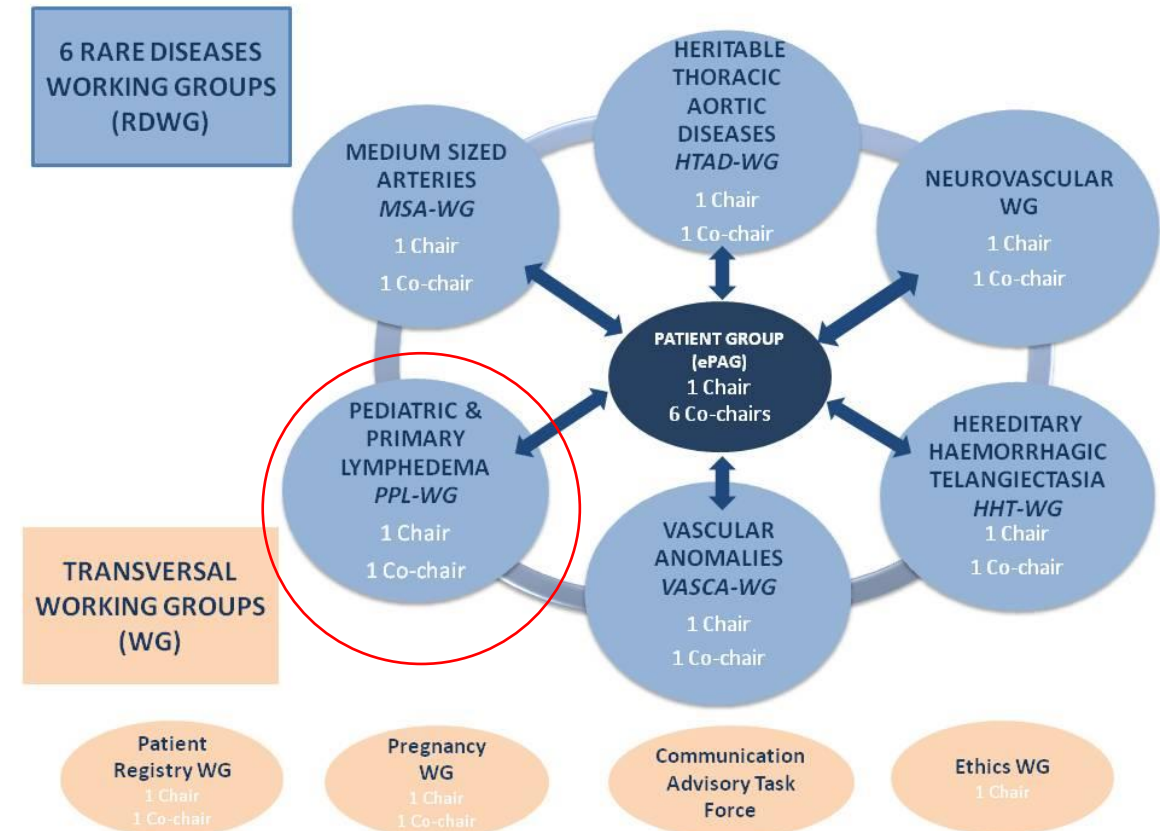 6 RARE DISEASES
WORKING GROUPS
(RDWG)
HERITABLE
THORACIC
AORTIC
DISEASES
HTAD-WG
1 Chair
1 Co-chair
MEDIUM SIZED
ARTERIES
MSA-WG
1 Chair
1 Co-chair
NEUROVASCULAR
WG
1 Chair
1 Co-chair
PATIENT GROUP
(ePAG)
1 Chair
6 Co-chairs
PEDIATRIC &
PRIMARY
LYMPHEDEMA
PPL-WG
1 Chair
1 Co-chair
HEREDITARY
HAEMORRHAGIC
TELANGIECTASIA
HHT-WG
1 Chair
1 Co-chair
VASCULAR
ANOMALIES
VASCA-WG
1 Chair
1 Co-chair
TRANSVERSAL
WORKING GROUPS
(WG)
Patient
Registry WG
1 Chair
1 Co-chair
Pregnancy
WG
1 Chair
1 Co-chair
Communication
Advisory Task
Force
Ethics WG
1 Chair